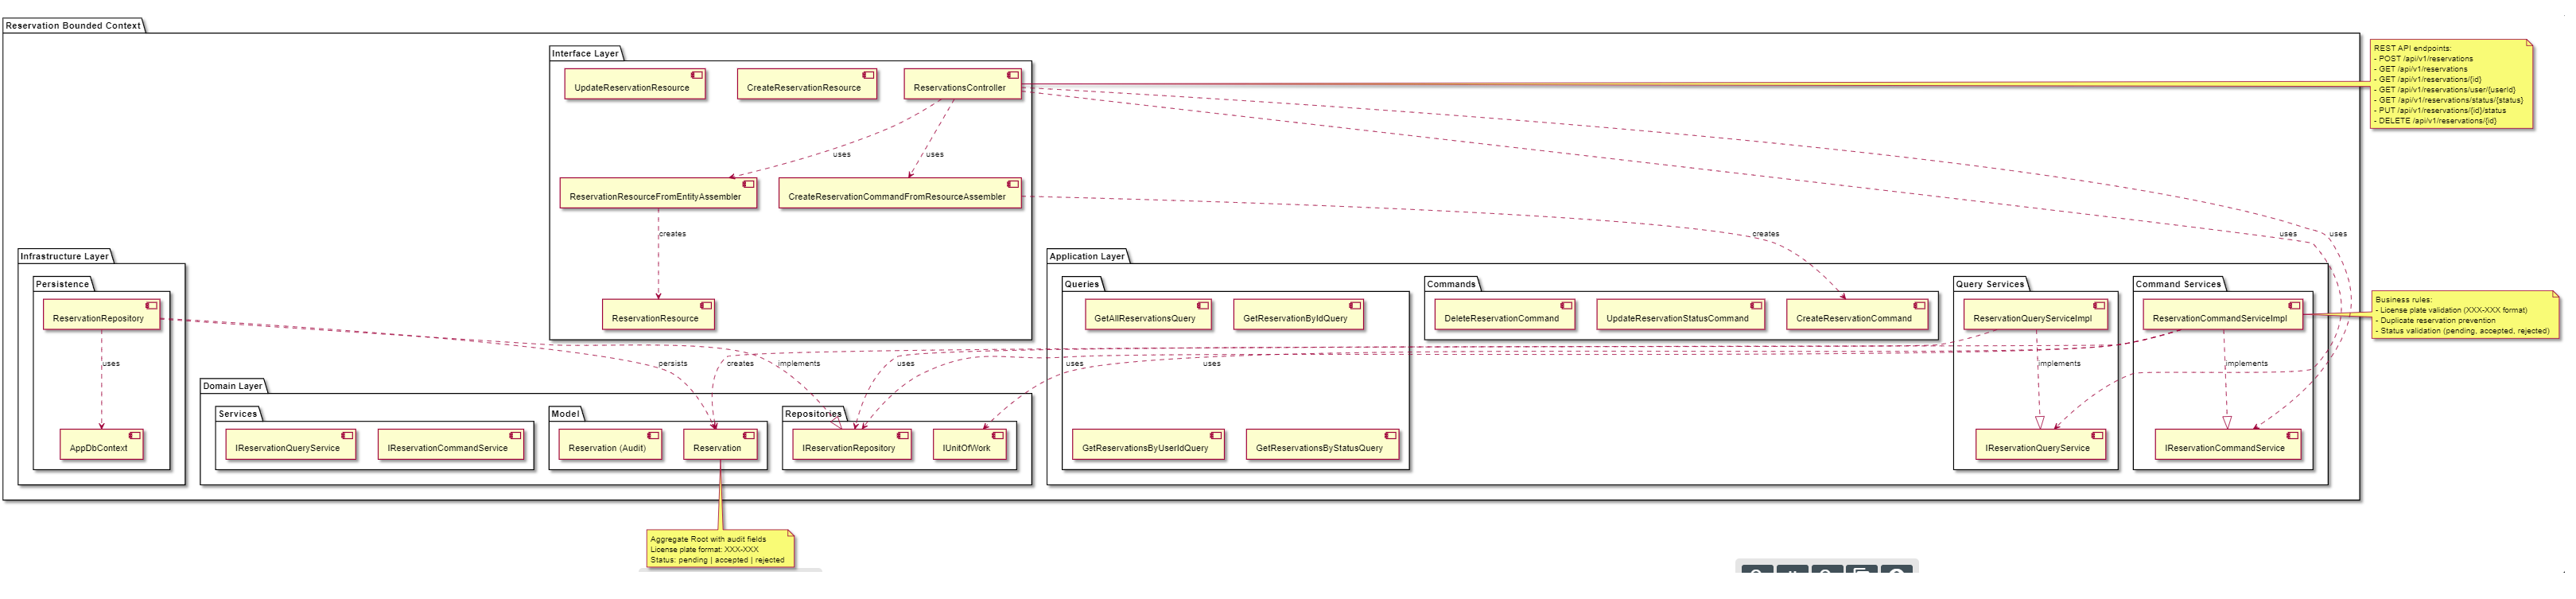 Reservation Bounded Context
Interface Layer
UpdateReservationResource
CreateReservationResource
ReservationsController
REST API endpoints:
- POST /api/v1/reservations
- GET /api/v1/reservations
- GET /api/v1/reservations/{id}
- GET /api/v1/reservations/user/{userId}
- GET /api/v1/reservations/status/{status}
- PUT /api/v1/reservations/{id}/status
- DELETE /api/v1/reservations/{id}
uses
uses
ReservationResourceFromEntityAssembler
CreateReservationCommandFromResourceAssembler
creates
creates
uses
uses
Infrastructure Layer
Persistence
ReservationRepository
ReservationResource
Application Layer
Queries
GetAllReservationsQuery
GetReservationByIdQuery
Commands
DeleteReservationCommand
UpdateReservationStatusCommand
CreateReservationCommand
Query Services
ReservationQueryServiceImpl
Command Services
ReservationCommandServiceImpl
Business rules:
- License plate validation (XXX-XXX format)
- Duplicate reservation prevention
- Status validation (pending, accepted, rejected)
uses
persists
creates
implements
uses
uses
uses
implements
implements
AppDbContext
Domain Layer
Services
IReservationQueryService
IReservationCommandService
Model
Reservation (Audit)
Reservation
Repositories
IReservationRepository
IUnitOfWork
GetReservationsByUserIdQuery
GetReservationsByStatusQuery
IReservationQueryService
IReservationCommandService
Aggregate Root with audit fields
License plate format: XXX-XXX
Status: pending | accepted | rejected